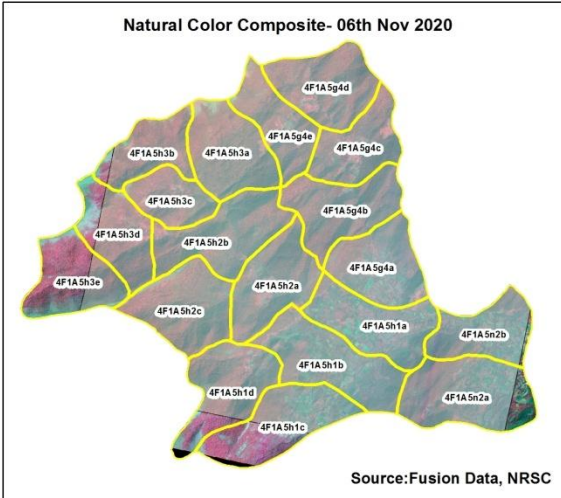 Natural Color Composite- 06th Nov 2020
4F1A5g4d
4F1A5g4e
4F1A5g4c
4F1A5h3b
4F1A5h3a
4F1A5h3c
4F1A5g4b
4F1A5h3d
4F1A5h2b
4F1A5g4a
4F1A5h3e
4F1A5h2a
4F1A5h2c
4F1A5h1a
4F1A5n2b
4F1A5h1b
4F1A5h1d
4F1A5n2a
4F1A5h1c
Source:Fusion Data, NRSC